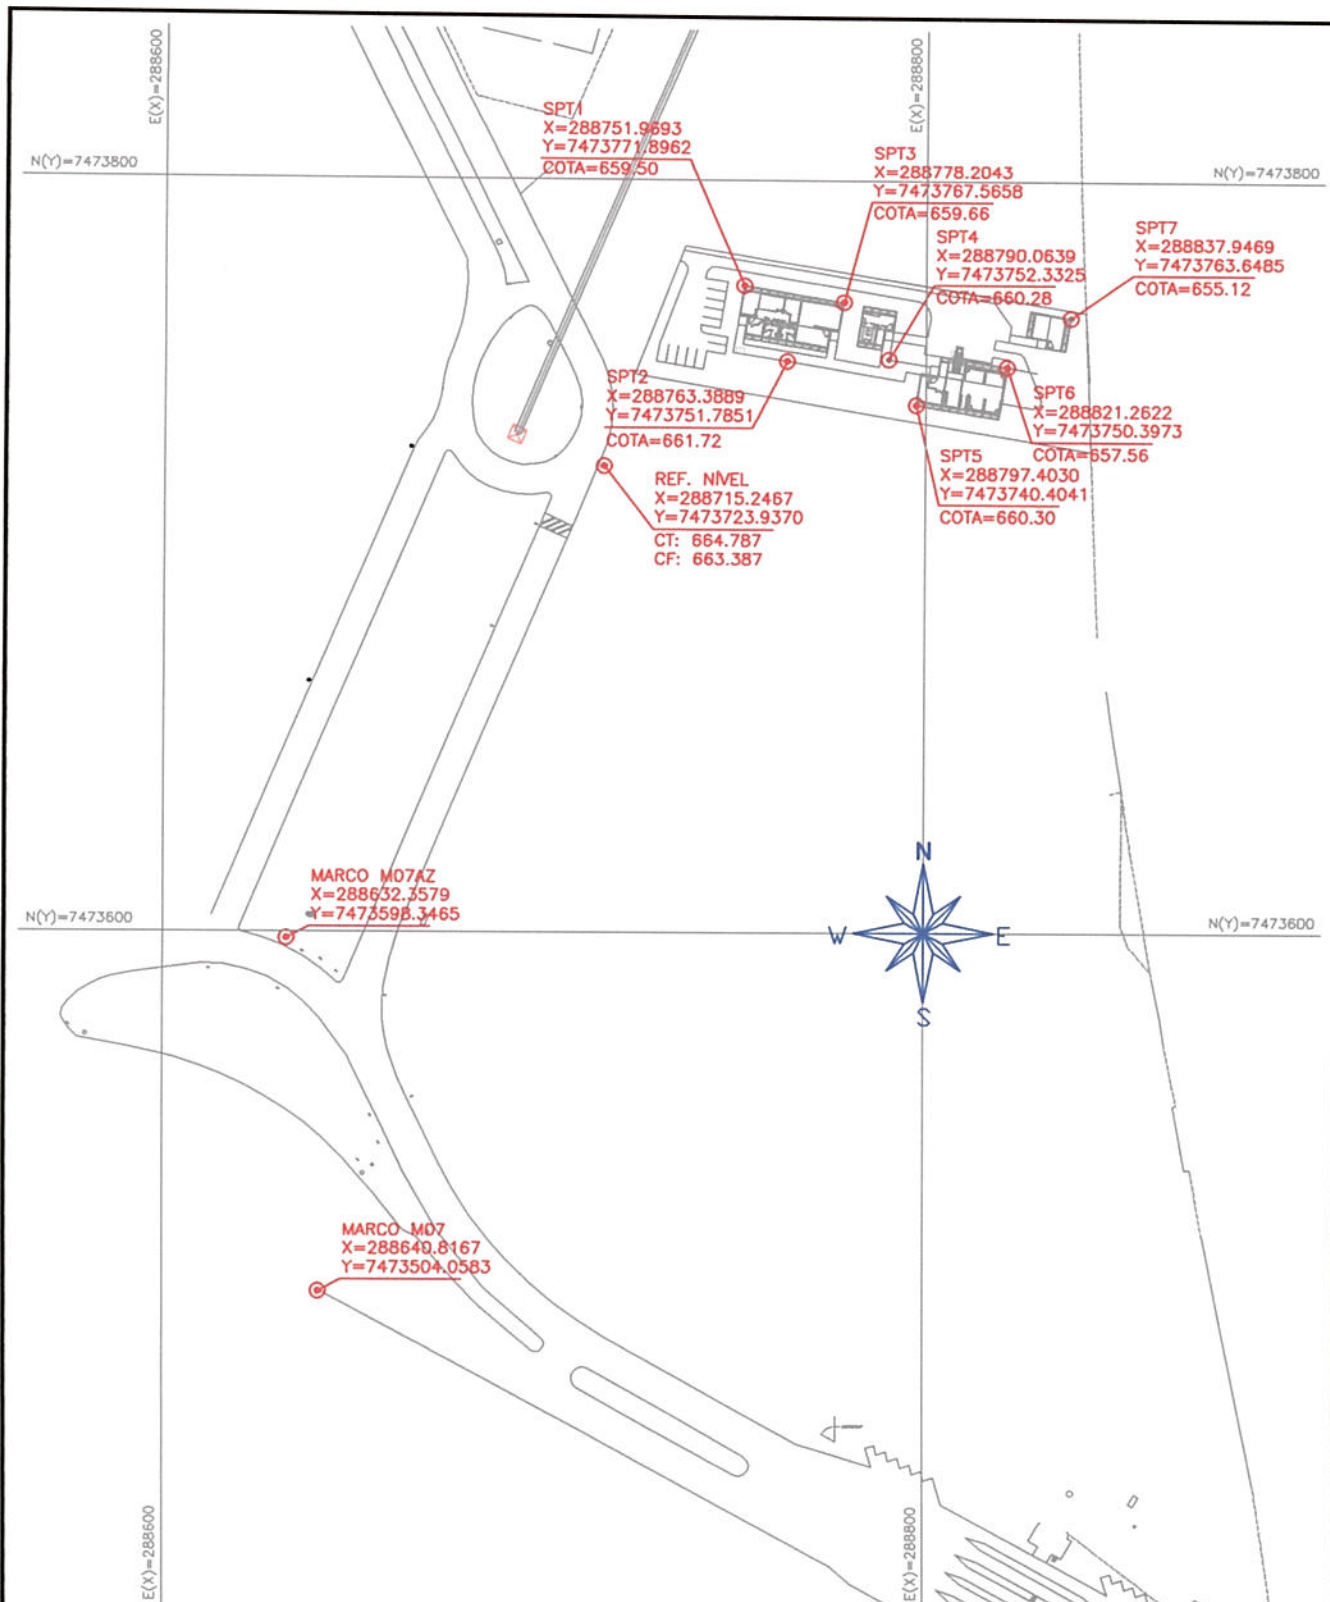 E(X)=288600
E(X)=288800
N(Y)=7473800
N(Y)=7473800
SPT1
X=288751.9693
Y=7473771.8962
COTA=659.50
SPT3
X=288778.2043
Y=7473767.5658
COTA=659.66
SPT4
X=288790.0639
Y=7473752.3325
COTA=660.28
SPT7
X=288837.9469
Y=7473763.6485
COTA=655.12
SPT2
X=288763.3889
Y=7473751.7851
COTA=661.72
SPT6
X=288821.2622
Y=7473750.3973
COTA=657.56
SPT5
X=288797.4030
Y=7473740.4041
COTA=660.30
REF. NÍVEL
X=288715.2467
Y=7473723.9370
CT: 664.787
CF: 663.387
MARCO M07AZ
X=288632.3579
Y=7473598.3465
N(Y)=7473600
N(Y)=7473600
N
W
E
S
MARCO M07
X=288640.8167
Y=7473504.0583
E(X)=288600
E(X)=288800